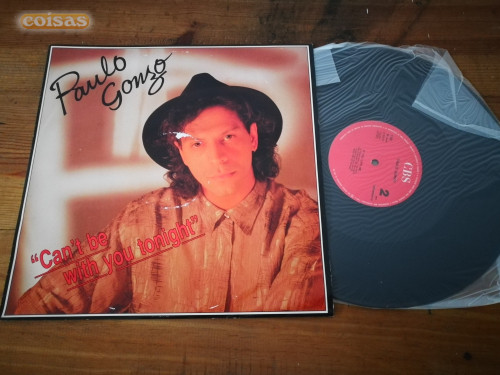 coisas
Paulo
Gonzo
"Can't be
with you tonight"
CBS
2